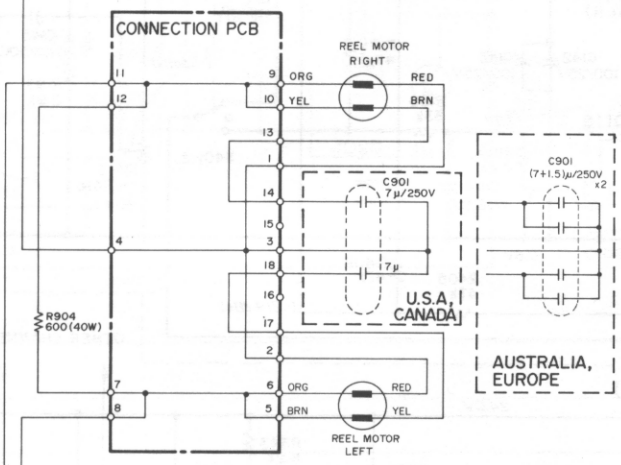 CONNECTION PCB
REEL MOTOR
RIGHT
11
9
ORG
RED
12
10
YEL
BRN
13
1
C901
7μ/250V
14
15
4
3
18
7μ
16
U.S.A,
CANADA
17
2
R904
600(40W)
7
6
ORG
RED
8
5
BRN
YEL
REEL MOTOR
LEFT
C901
(7+1.5)μ/250V
x2
AUSTRALIA,
EUROPE